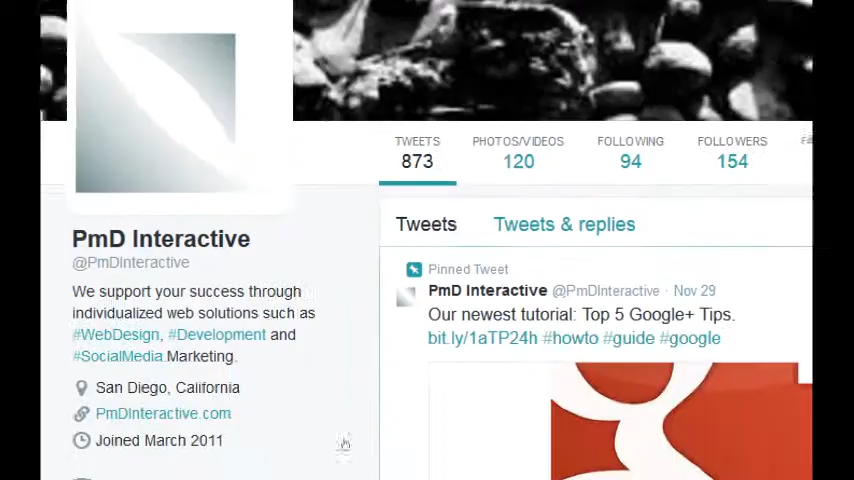 TWEETS PHOTOS/VIDEOS FOLLOWING FOLLOWERS
873 120 94 154
PmD Interactive
@PmDInteractive
We support your success through
individualized web solutions such as
#WebDesign, #Development and
#SocialMedia Marketing.
San Diego, California
PmDInteractive.com
Joined March 2011
Tweets Tweets & replies
Pinned Tweet
PmD Interactive @PmDInteractive · Nov 29
Our newest tutorial: Top 5 Google+ Tips.
bit.ly/1aTP24h #howto #guide #google